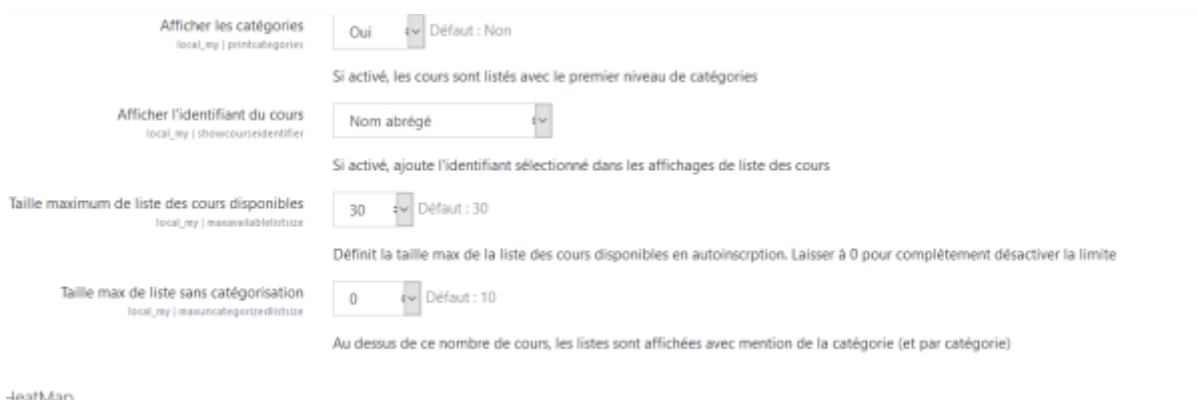 Afficher les catégories
Oui Défaut : Non
local_my | printcategories
Si activé, les cours sont listés avec le premier niveau de catégories
Afficher l'identifiant du cours
Nom abrégé
local_my | showcourseidentifier
Si activé, ajoute l'identifiant sélectionné dans les affichages de liste des cours
Taille maximum de liste des cours disponibles
30 Défaut : 30
local_my | maxavailablelistsize
Définit la taille max de la liste des cours disponibles en autoinscrption. Laisser à 0 pour complètement désactiver la limite
Taille max de liste sans catégorisation
0 Défaut : 10
local_my | maxuncategorizedlistsize
Au dessus de ce nombre de cours, les listes sont affichées avec mention de la catégorie (et par catégorie)
HeatMap